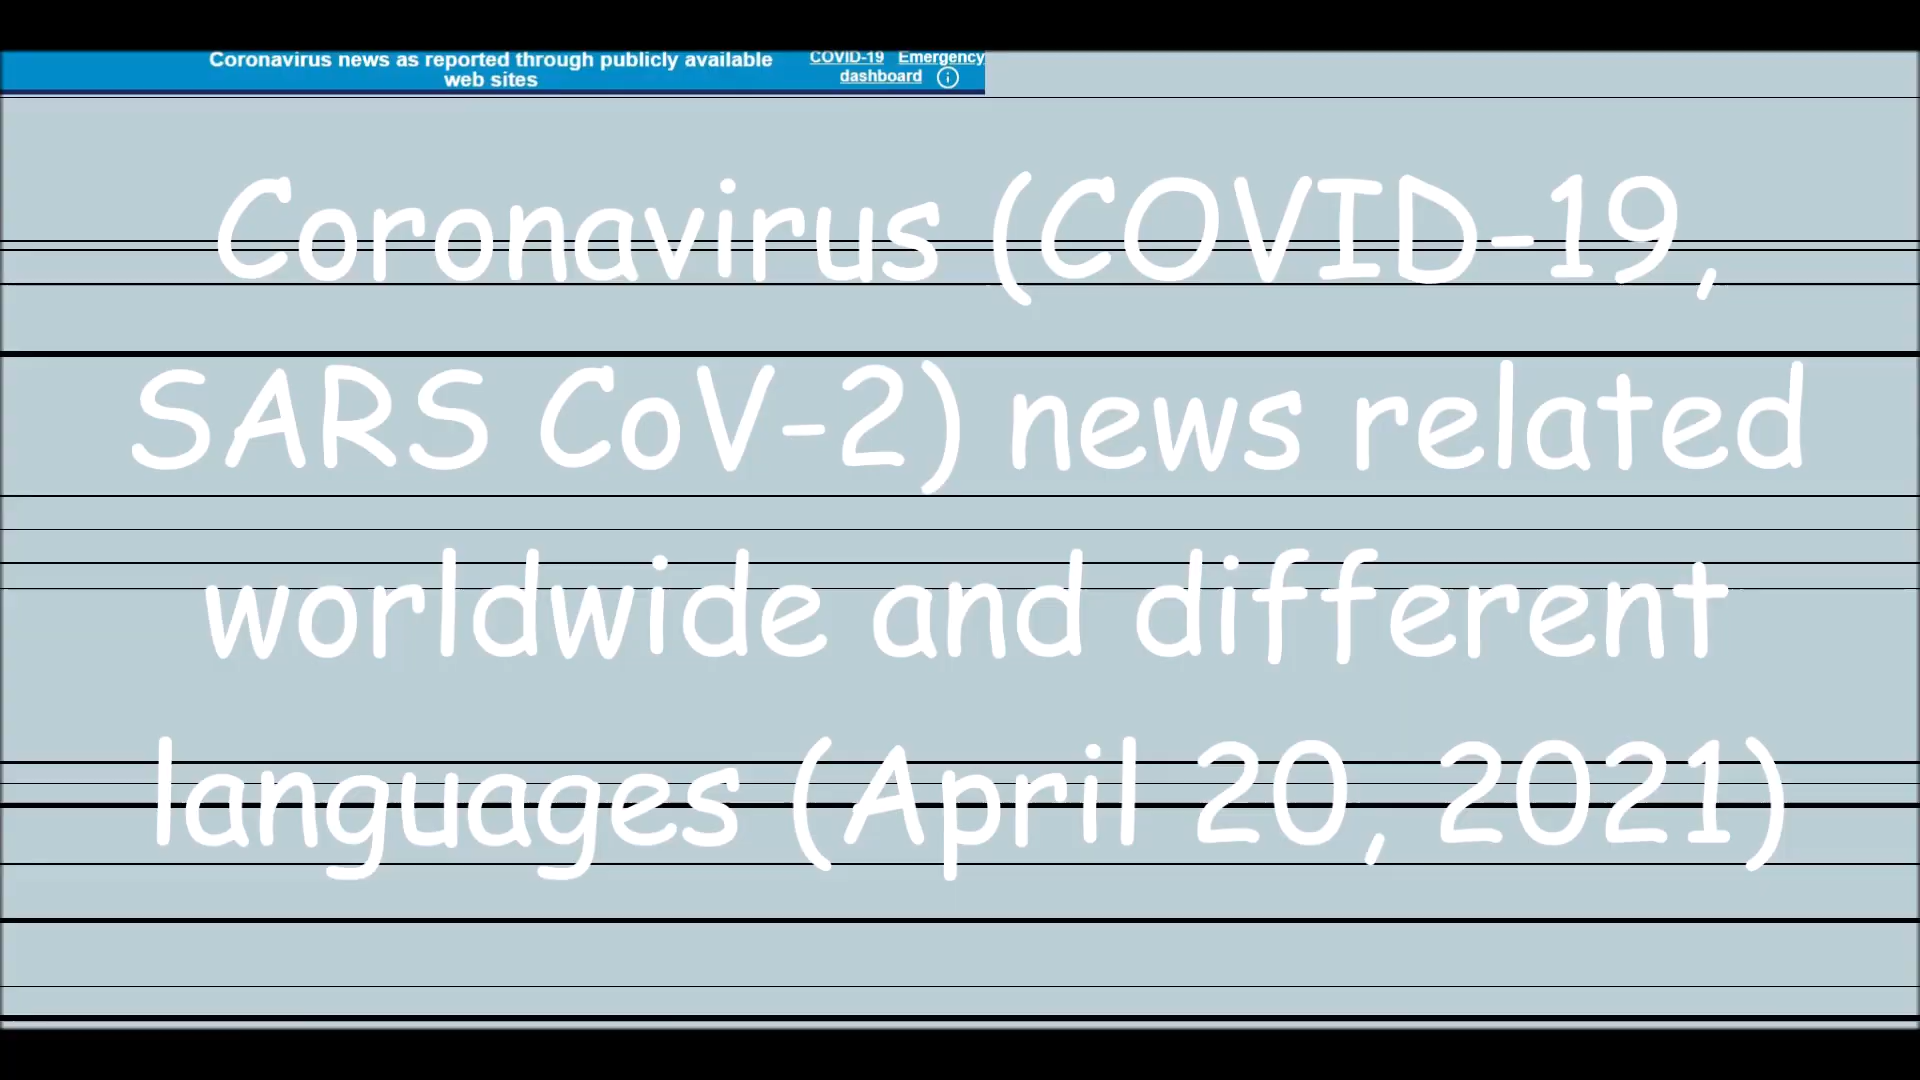 Coronavirus news as reported through publicly available
web sites
COVID-19 Emergency
dashboard
Coronavirus (COVID-19,
SARS CoV-2) news related
worldwide and different
languages (April 20, 2021)